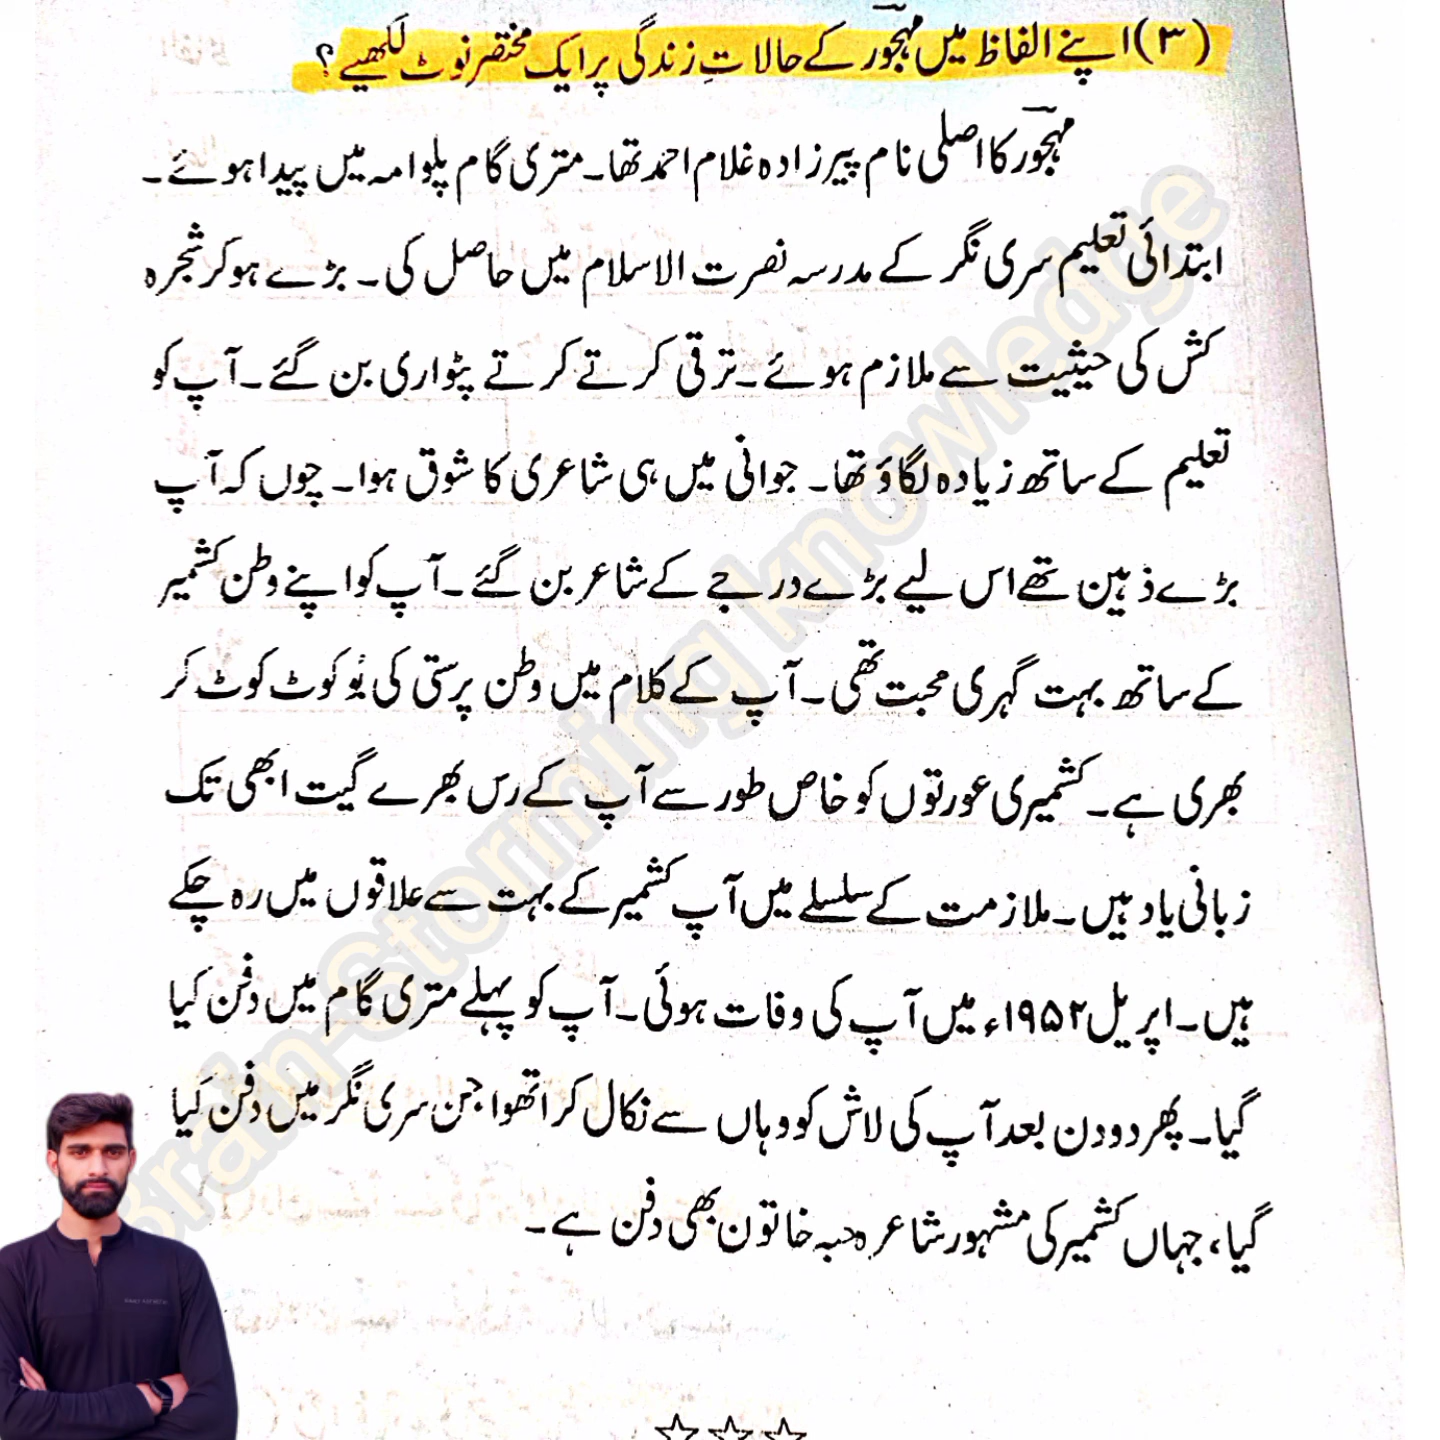 (۳) اپنے الفاظ میں مہجورؔ کے حالاتِ زندگی پر ایک مختصر نوٹ لکھیے؟
مہجورؔ کا اصلی نام پیرزادہ غلام احمد تھا۔ متری گام پلوامہ میں پیدا ہوئے۔
ابتدائی تعلیم سری نگر کے مدرسہ نصرت الاسلام میں حاصل کی۔ بڑے ہو کر شجرہ
کش کی حیثیت سے ملازم ہوئے۔ ترقی کرتے کرتے پٹواری بن گئے۔ آپ کو
تعلیم کے ساتھ زیادہ لگاؤ تھا۔ جوانی میں ہی شاعری کا شوق ہوا۔ چوں کہ آپ
بڑے ذہین تھے اس لیے بڑے درجے کے شاعر بن گئے۔ آپ کو اپنے وطن کشمیر
کے ساتھ بہت گہری محبت تھی۔ آپ کے کلام میں وطن پرستی کی بُو کوٹ کوٹ کر
بھری ہے۔ کشمیری عورتوں کو خاص طور سے آپ کے رس بھرے گیت ابھی تک
زبانی یاد ہیں۔ ملازمت کے سلسلے میں آپ کشمیر کے بہت سے علاقوں میں رہ چکے
ہیں۔ اپریل ۱۹۵۲ء میں آپ کی وفات ہوئی۔ آپ کو پہلے متری گام میں دفن کیا
گیا۔ پھر دو دن بعد آپ کی لاش کو وہاں سے نکال کر اتھواجن سری نگر میں دفن کیا
گیا، جہاں کشمیر کی مشہور شاعرہ حبہ خاتون بھی دفن ہے۔
Brain-Storming knowledge